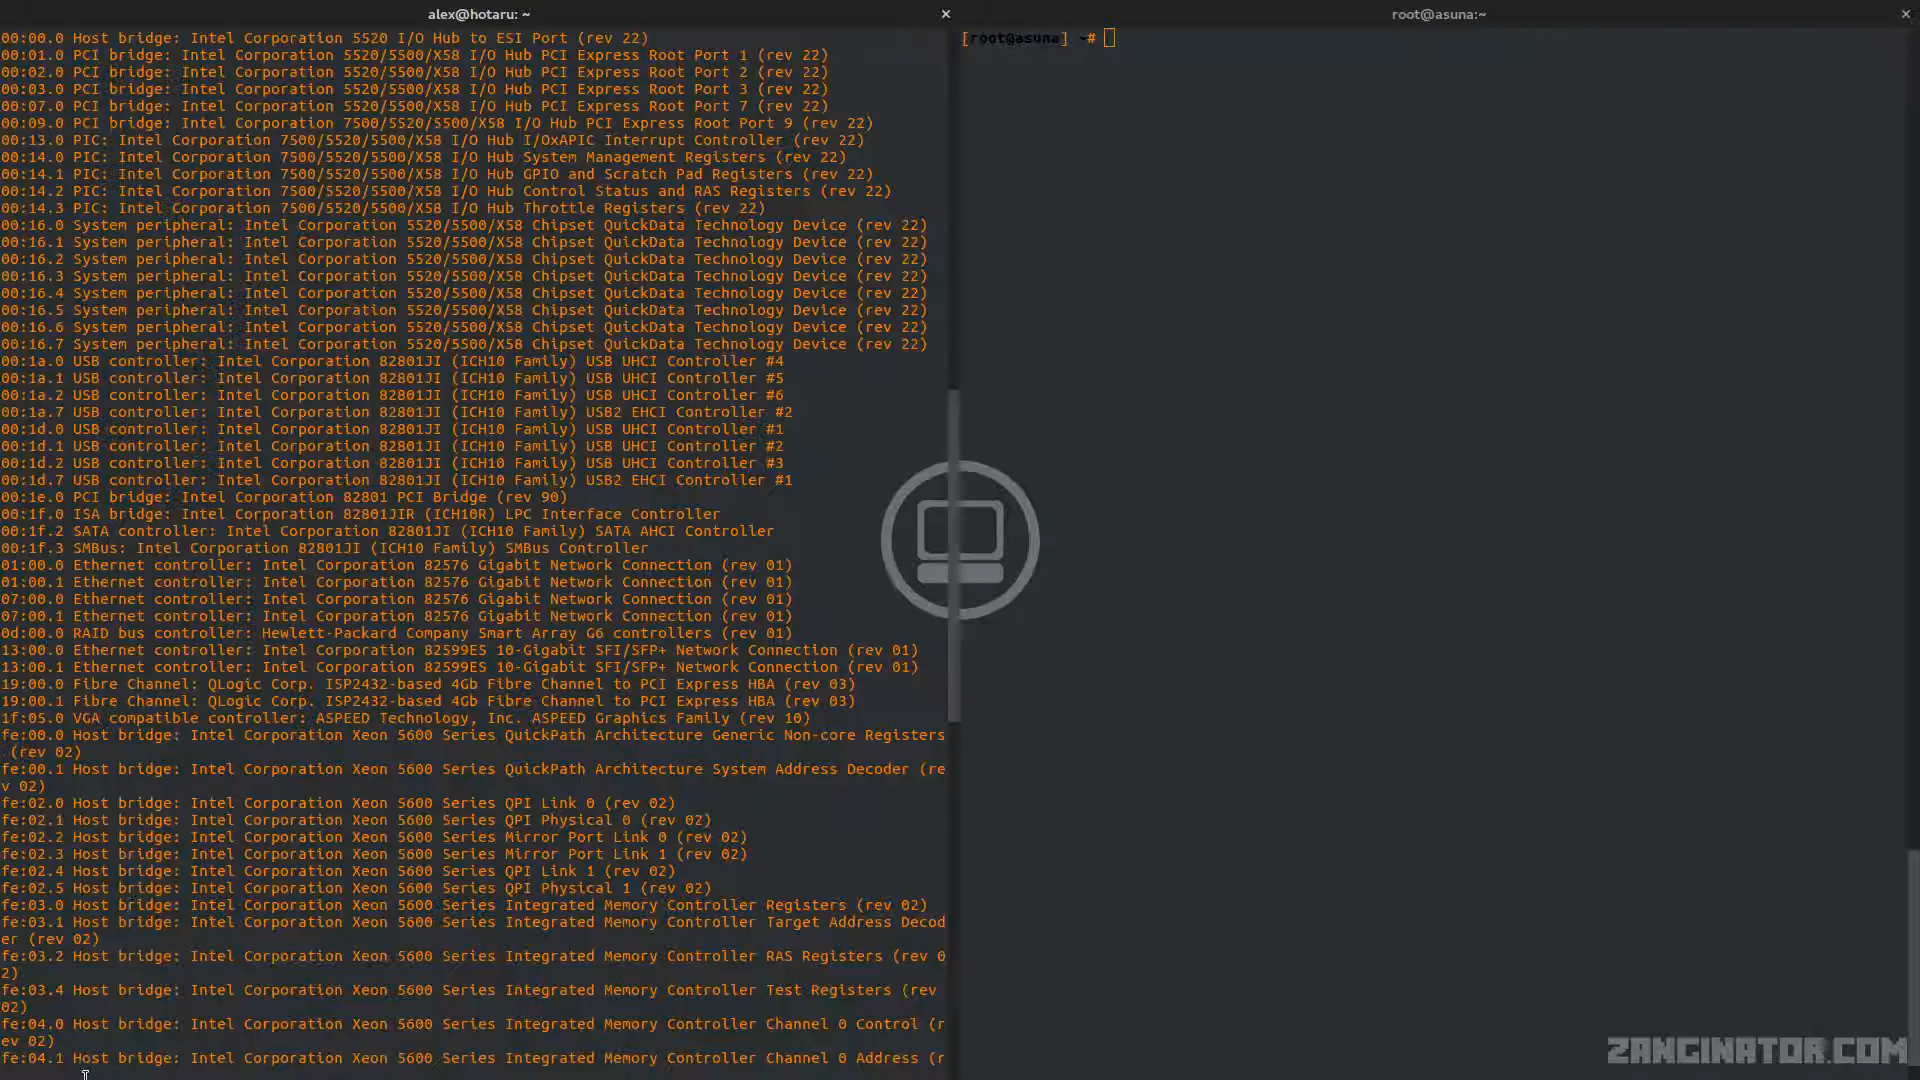 alex@hotaru: ~
×
root@asuna:~
×
00:00.0 Host bridge: Intel Corporation 5520 I/O Hub to ESI Port (rev 22)
00:01.0 PCI bridge: Intel Corporation 5520/5500/X58 I/O Hub PCI Express Root Port 1 (rev 22)
00:02.0 PCI bridge: Intel Corporation 5520/5500/X58 I/O Hub PCI Express Root Port 2 (rev 22)
00:03.0 PCI bridge: Intel Corporation 5520/5500/X58 I/O Hub PCI Express Root Port 3 (rev 22)
00:07.0 PCI bridge: Intel Corporation 5520/5500/X58 I/O Hub PCI Express Root Port 7 (rev 22)
00:09.0 PCI bridge: Intel Corporation 7500/5520/5500/X58 I/O Hub PCI Express Root Port 9 (rev 22)
00:13.0 PIC: Intel Corporation 7500/5520/5500/X58 I/O Hub I/OxAPIC Interrupt Controller (rev 22)
00:14.0 PIC: Intel Corporation 7500/5520/5500/X58 I/O Hub System Management Registers (rev 22)
00:14.1 PIC: Intel Corporation 7500/5520/5500/X58 I/O Hub GPIO and Scratch Pad Registers (rev 22)
00:14.2 PIC: Intel Corporation 7500/5520/5500/X58 I/O Hub Control Status and RAS Registers (rev 22)
00:14.3 PIC: Intel Corporation 7500/5520/5500/X58 I/O Hub Throttle Registers (rev 22)
00:16.0 System peripheral: Intel Corporation 5520/5500/X58 Chipset QuickData Technology Device (rev 22)
00:16.1 System peripheral: Intel Corporation 5520/5500/X58 Chipset QuickData Technology Device (rev 22)
00:16.2 System peripheral: Intel Corporation 5520/5500/X58 Chipset QuickData Technology Device (rev 22)
00:16.3 System peripheral: Intel Corporation 5520/5500/X58 Chipset QuickData Technology Device (rev 22)
00:16.4 System peripheral: Intel Corporation 5520/5500/X58 Chipset QuickData Technology Device (rev 22)
00:16.5 System peripheral: Intel Corporation 5520/5500/X58 Chipset QuickData Technology Device (rev 22)
00:16.6 System peripheral: Intel Corporation 5520/5500/X58 Chipset QuickData Technology Device (rev 22)
00:16.7 System peripheral: Intel Corporation 5520/5500/X58 Chipset QuickData Technology Device (rev 22)
00:1a.0 USB controller: Intel Corporation 82801JI (ICH10 Family) USB UHCI Controller #4
00:1a.1 USB controller: Intel Corporation 82801JI (ICH10 Family) USB UHCI Controller #5
00:1a.2 USB controller: Intel Corporation 82801JI (ICH10 Family) USB UHCI Controller #6
00:1a.7 USB controller: Intel Corporation 82801JI (ICH10 Family) USB2 EHCI Controller #2
00:1d.0 USB controller: Intel Corporation 82801JI (ICH10 Family) USB UHCI Controller #1
00:1d.1 USB controller: Intel Corporation 82801JI (ICH10 Family) USB UHCI Controller #2
00:1d.2 USB controller: Intel Corporation 82801JI (ICH10 Family) USB UHCI Controller #3
00:1d.7 USB controller: Intel Corporation 82801JI (ICH10 Family) USB2 EHCI Controller #1
00:1e.0 PCI bridge: Intel Corporation 82801 PCI Bridge (rev 90)
00:1f.0 ISA bridge: Intel Corporation 82801JIR (ICH10R) LPC Interface Controller
00:1f.2 SATA controller: Intel Corporation 82801JI (ICH10 Family) SATA AHCI Controller
00:1f.3 SMBus: Intel Corporation 82801JI (ICH10 Family) SMBus Controller
01:00.0 Ethernet controller: Intel Corporation 82576 Gigabit Network Connection (rev 01)
01:00.1 Ethernet controller: Intel Corporation 82576 Gigabit Network Connection (rev 01)
07:00.0 Ethernet controller: Intel Corporation 82576 Gigabit Network Connection (rev 01)
07:00.1 Ethernet controller: Intel Corporation 82576 Gigabit Network Connection (rev 01)
0d:00.0 RAID bus controller: Hewlett-Packard Company Smart Array G6 controllers (rev 01)
13:00.0 Ethernet controller: Intel Corporation 82599ES 10-Gigabit SFI/SFP+ Network Connection (rev 01)
13:00.1 Ethernet controller: Intel Corporation 82599ES 10-Gigabit SFI/SFP+ Network Connection (rev 01)
19:00.0 Fibre Channel: QLogic Corp. ISP2432-based 4Gb Fibre Channel to PCI Express HBA (rev 03)
19:00.1 Fibre Channel: QLogic Corp. ISP2432-based 4Gb Fibre Channel to PCI Express HBA (rev 03)
1f:05.0 VGA compatible controller: ASPEED Technology, Inc. ASPEED Graphics Family (rev 10)
fe:00.0 Host bridge: Intel Corporation Xeon 5600 Series QuickPath Architecture Generic Non-core Registers
 (rev 02)
fe:00.1 Host bridge: Intel Corporation Xeon 5600 Series QuickPath Architecture System Address Decoder (re
v 02)
fe:02.0 Host bridge: Intel Corporation Xeon 5600 Series QPI Link 0 (rev 02)
fe:02.1 Host bridge: Intel Corporation Xeon 5600 Series QPI Physical 0 (rev 02)
fe:02.2 Host bridge: Intel Corporation Xeon 5600 Series Mirror Port Link 0 (rev 02)
fe:02.3 Host bridge: Intel Corporation Xeon 5600 Series Mirror Port Link 1 (rev 02)
fe:02.4 Host bridge: Intel Corporation Xeon 5600 Series QPI Link 1 (rev 02)
fe:02.5 Host bridge: Intel Corporation Xeon 5600 Series QPI Physical 1 (rev 02)
fe:03.0 Host bridge: Intel Corporation Xeon 5600 Series Integrated Memory Controller Registers (rev 02)
fe:03.1 Host bridge: Intel Corporation Xeon 5600 Series Integrated Memory Controller Target Address Decod
er (rev 02)
fe:03.2 Host bridge: Intel Corporation Xeon 5600 Series Integrated Memory Controller RAS Registers (rev 0
2)
fe:03.4 Host bridge: Intel Corporation Xeon 5600 Series Integrated Memory Controller Test Registers (rev
02)
fe:04.0 Host bridge: Intel Corporation Xeon 5600 Series Integrated Memory Controller Channel 0 Control (r
ev 02)
fe:04.1 Host bridge: Intel Corporation Xeon 5600 Series Integrated Memory Controller Channel 0 Address (r
[root@asuna] ~#
ZANGINATOR.COM